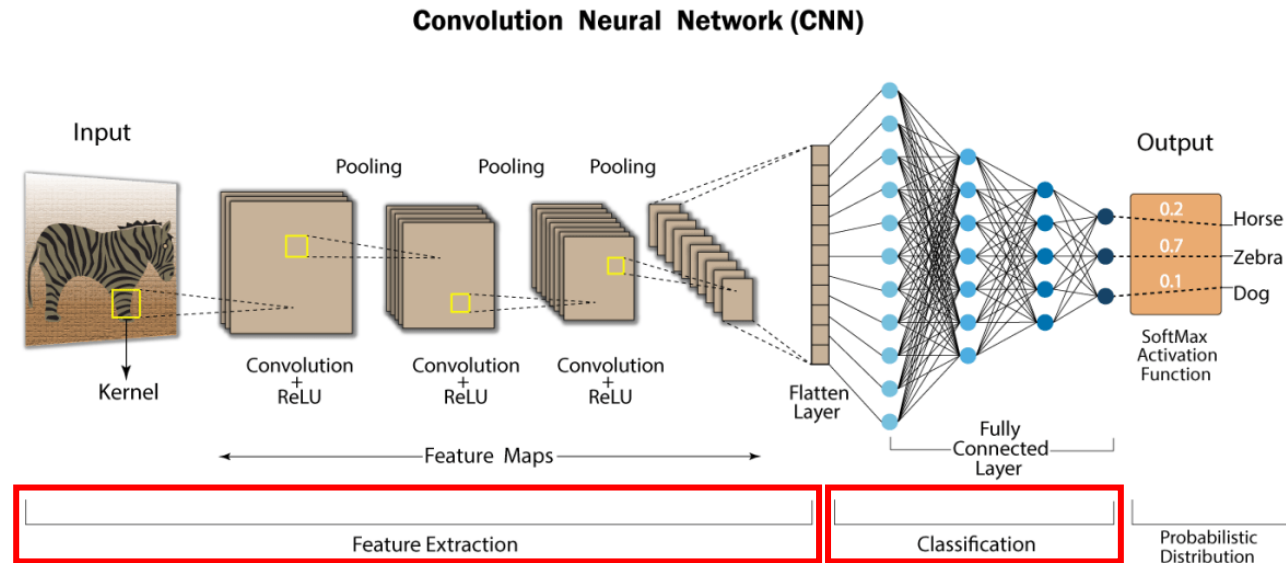 Convolution Neural Network (CNN)
Input
Pooling
Pooling
Pooling
Output
0.2
Horse
0.7
Zebra
0.1
Dog
SoftMax
Activation
Function
Kernel
Convolution
+
ReLU
Convolution
+
ReLU
Convolution
+
ReLU
Flatten
Layer
Fully
Connected
Layer
Feature Maps
Feature Extraction
Classification
Probabilistic
Distribution